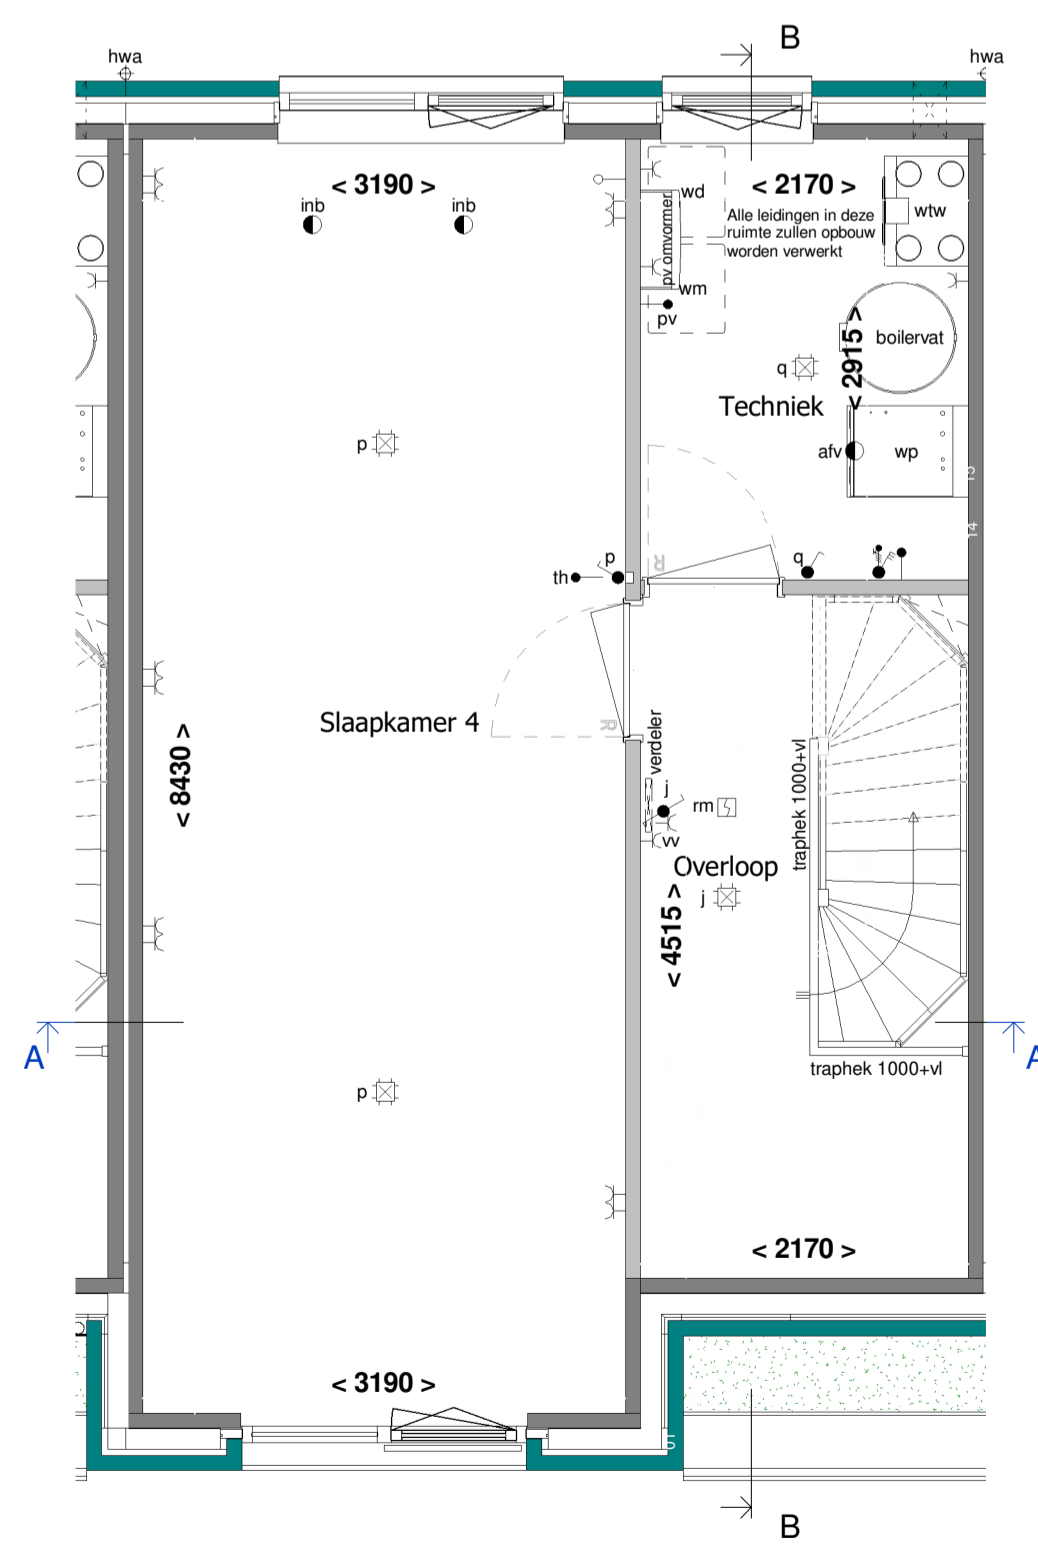 B
hwa
hwa
< 3190 >
< 2170 >
inb
inb
wd
Alle leidingen in deze
ruimte zullen opbouw
worden verwerkt
wtw
pv omvormer
wm
pv
boilervat
< 2915 >
q
Techniek
p
afv
wp
15
14
th
p
q
R
Slaapkamer 4
R
verdeler
< 8430 >
j
rm
vv
traphek 1000+vl
Overloop
j
< 4515 >
A
A
traphek 1000+vl
p
< 2170 >
< 3190 >
01
B